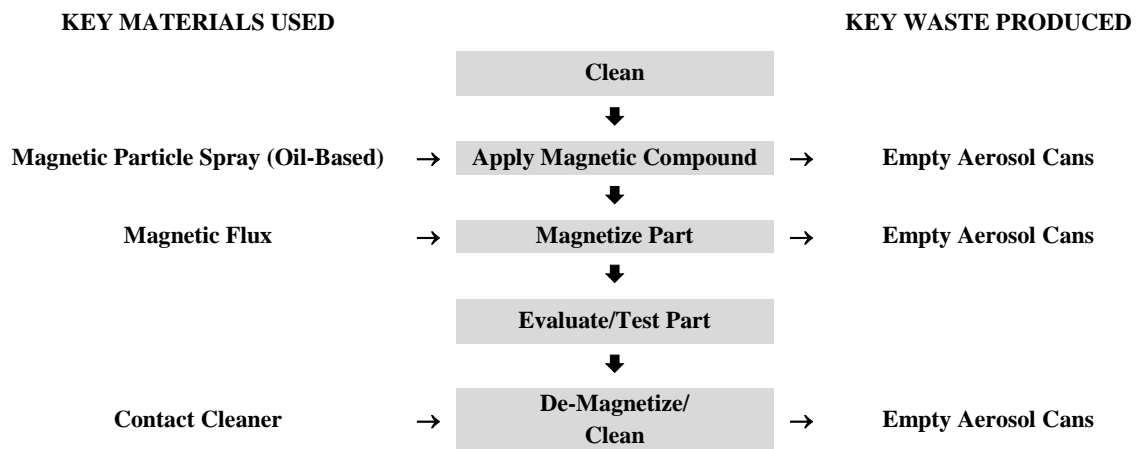 KEY MATERIALS USED
KEY WASTE PRODUCED
Clean
Magnetic Particle Spray (Oil-Based) → Apply Magnetic Compound → Empty Aerosol Cans
Magnetic Flux → Magnetize Part → Empty Aerosol Cans
Evaluate/Test Part
Contact Cleaner → De-Magnetize/
Clean → Empty Aerosol Cans